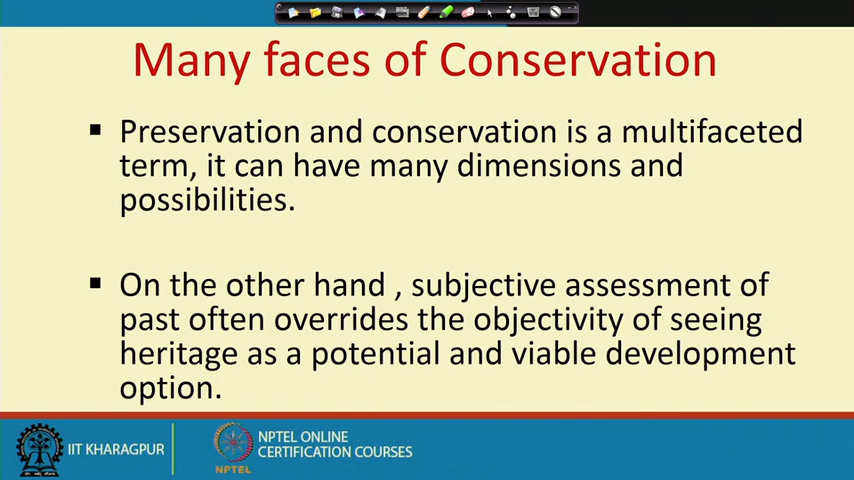 Many faces of Conservation
▪ Preservation and conservation is a multifaceted
term, it can have many dimensions and
possibilities.
▪ On the other hand , subjective assessment of
past often overrides the objectivity of seeing
heritage as a potential and viable development
option.
IIT KHARAGPUR
NPTEL
NPTEL ONLINE
CERTIFICATION COURSES